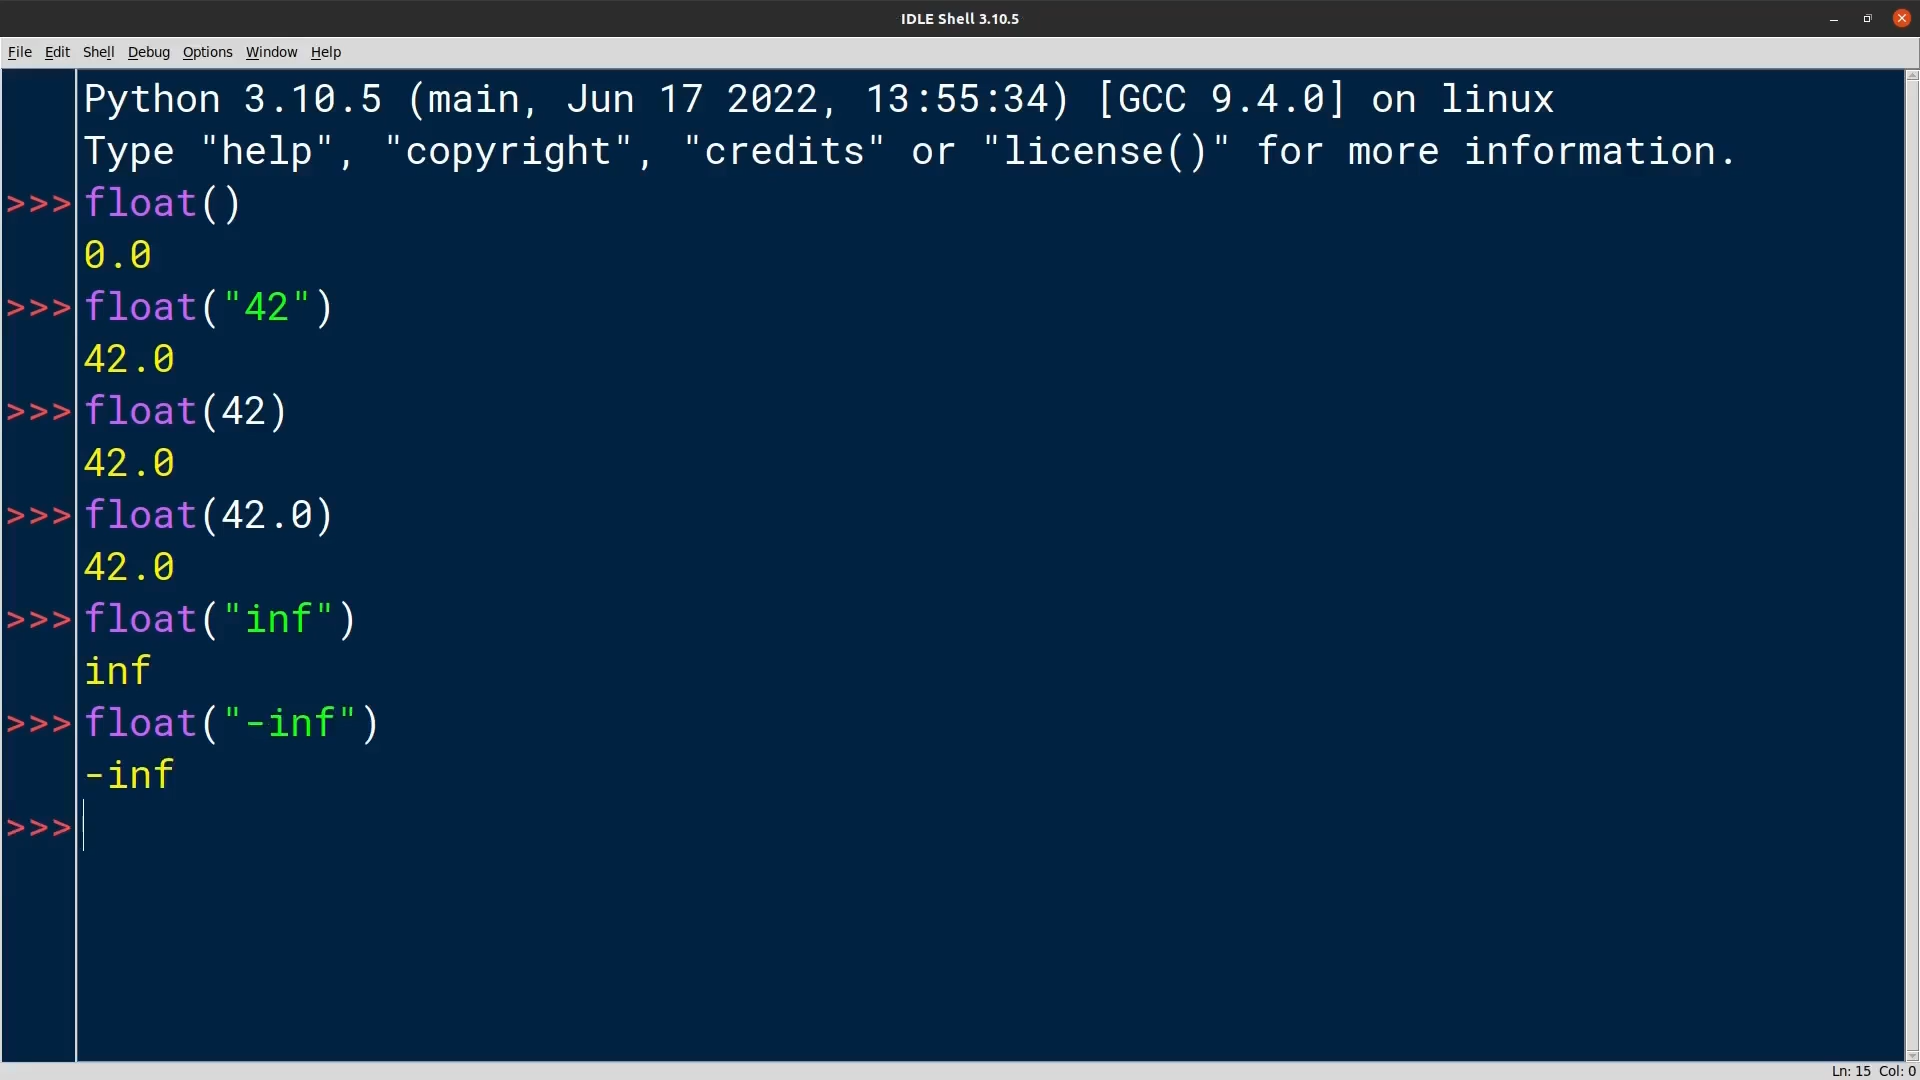 IDLE Shell 3.10.5
File Edit Shell Debug Options Window Help
Python 3.10.5 (main, Jun 17 2022, 13:55:34) [GCC 9.4.0] on linux
Type "help", "copyright", "credits" or "license()" for more information.
>>> float()
0.0
>>> float("42")
42.0
>>> float(42)
42.0
>>> float(42.0)
42.0
>>> float("inf")
inf
>>> float("-inf")
-inf
>>>
Ln: 15 Col: 0